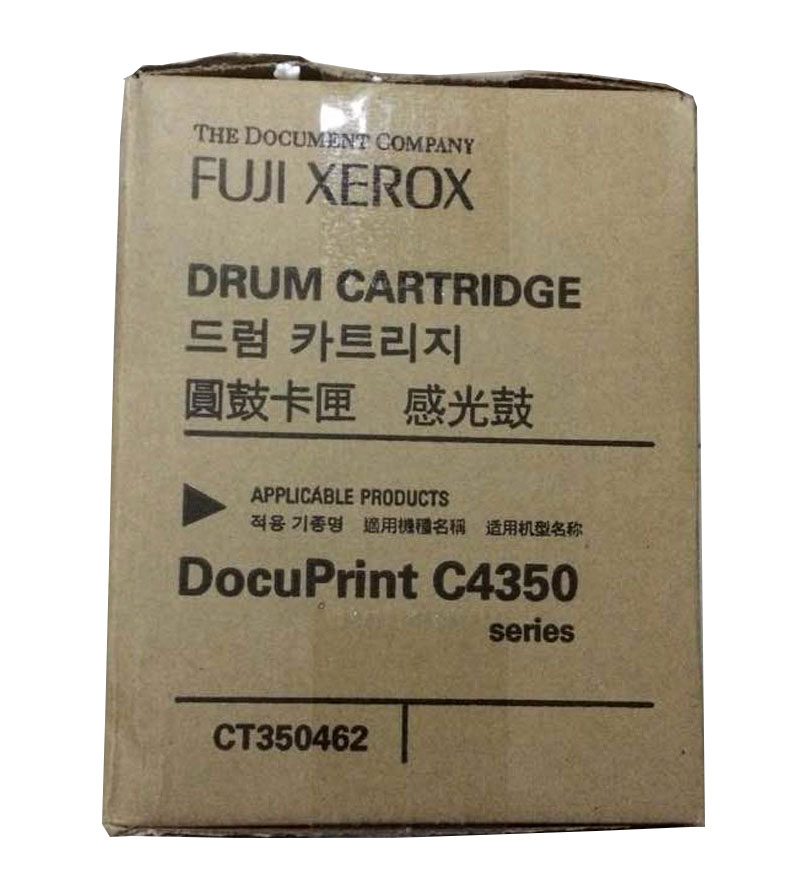 THE DOCUMENT COMPANY
FUJI XEROX
DRUM CARTRIDGE
드럼 카트리지
圓鼓卡匣 感光鼓
APPLICABLE PRODUCTS
적용 기종명 適用機種名稱 适用机型名称
DocuPrint C4350
series
CT350462